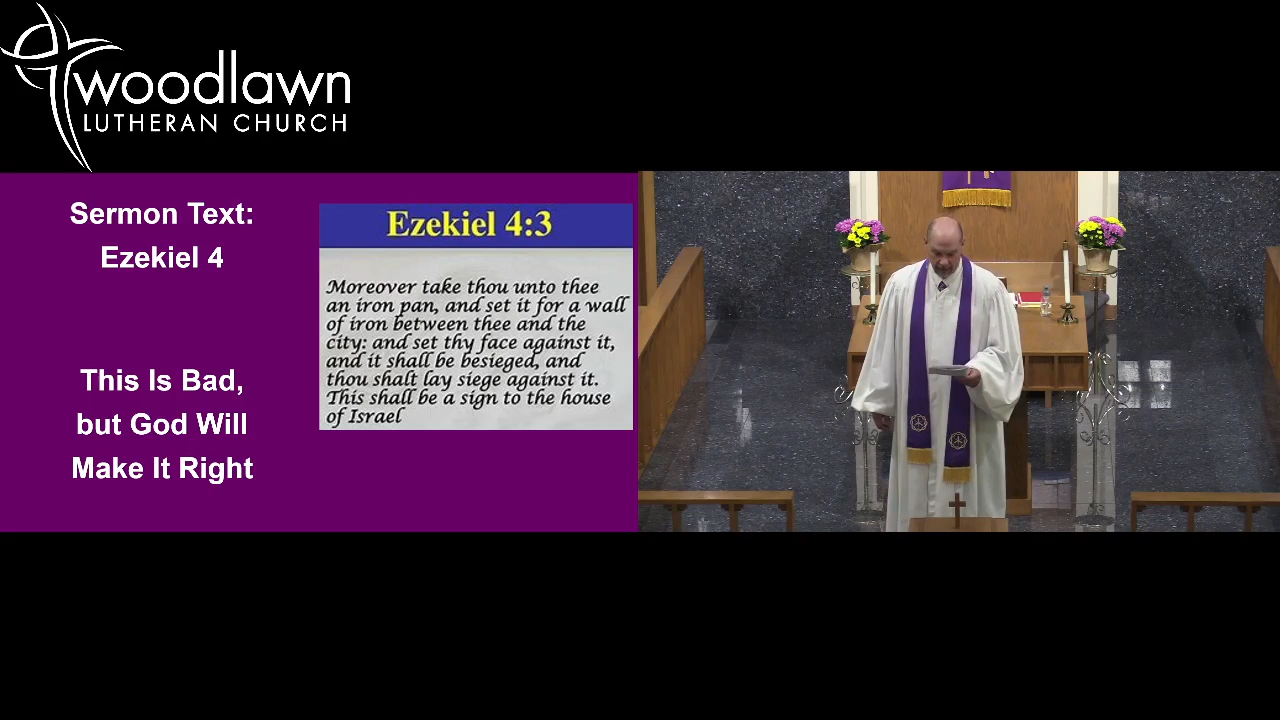 woodlawn
LUTHERAN CHURCH
Sermon Text:
Ezekiel 4
This Is Bad,
but God Will
Make It Right
Ezekiel 4:3
Moreover take thou unto thee
an iron pan, and set it for a wall
of iron between thee and the
city: and set thy face against it,
and it shall be besieged, and
thou shalt lay siege against it.
This shall be a sign to the house
of Israel